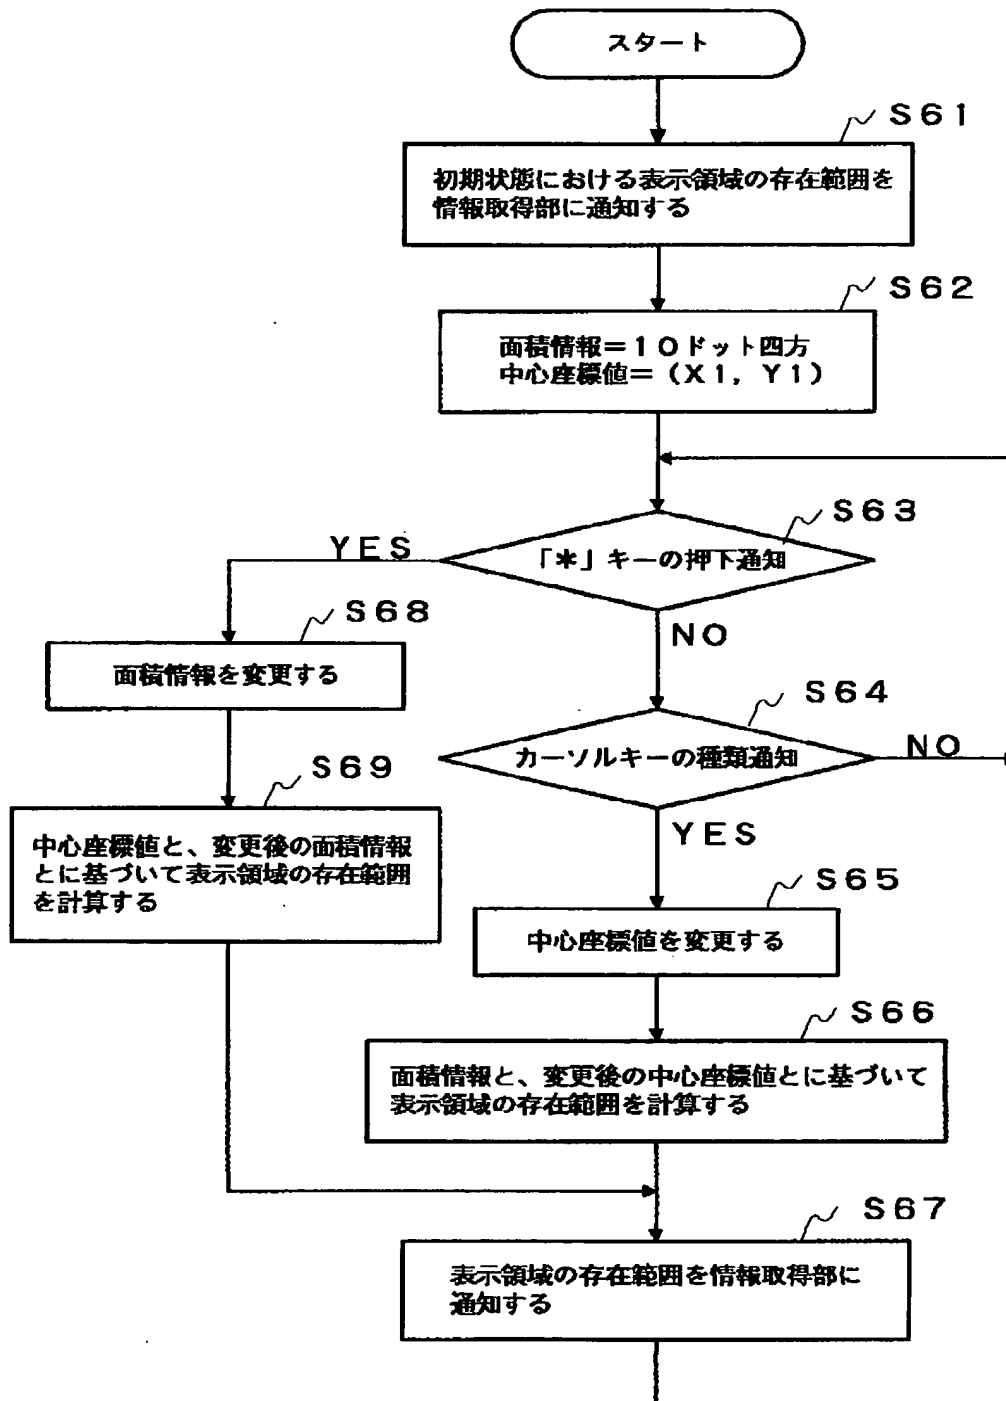 スタート
S61
初期状態における表示領域の存在範囲を
情報取得部に通知する
S62
面積情報=10ドット四方
中心座標値=(X1, Y1)
S63
「*」キーの押下通知
YES
NO
S68
面積情報を変更する
S64
カーソルキーの種類通知
NO
YES
S69
中心座標値と、変更後の面積情報
とに基づいて表示領域の存在範囲
を計算する
S65
中心座標値を変更する
S66
面積情報と、変更後の中心座標値とに基づいて
表示領域の存在範囲を計算する
S67
表示領域の存在範囲を情報取得部に
通知する